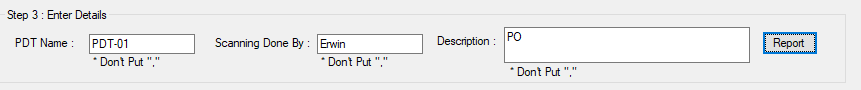 Step 3 : Enter Details
PDT Name : PDT-01 Scanning Done By : Erwin Description : PO Report
* Don't Put "," * Don't Put "," * Don't Put ","